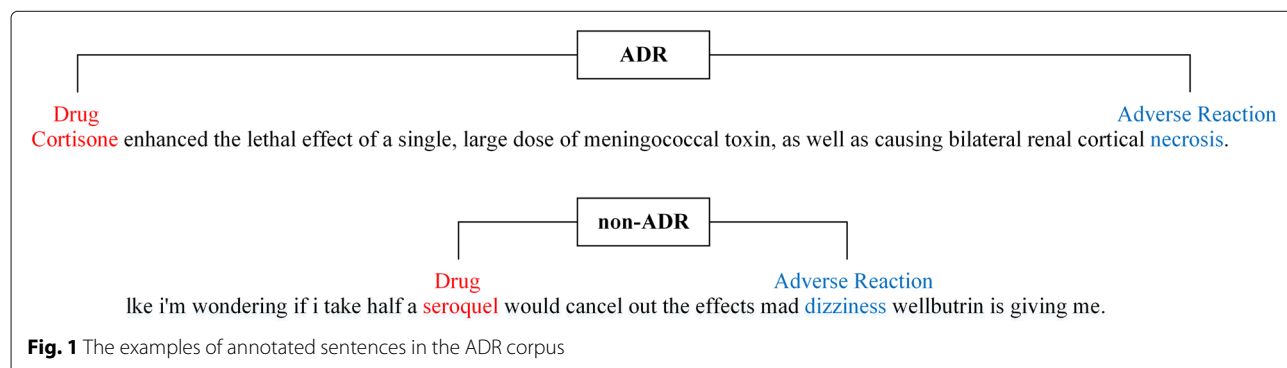 ADR
Drug Adverse Reaction
Cortisone enhanced the lethal effect of a single, large dose of meningococcal toxin, as well as causing bilateral renal cortical necrosis.
non-ADR
Drug Adverse Reaction
lke i'm wondering if i take half a seroquel would cancel out the effects mad dizziness wellbutrin is giving me.
Fig. 1 The examples of annotated sentences in the ADR corpus